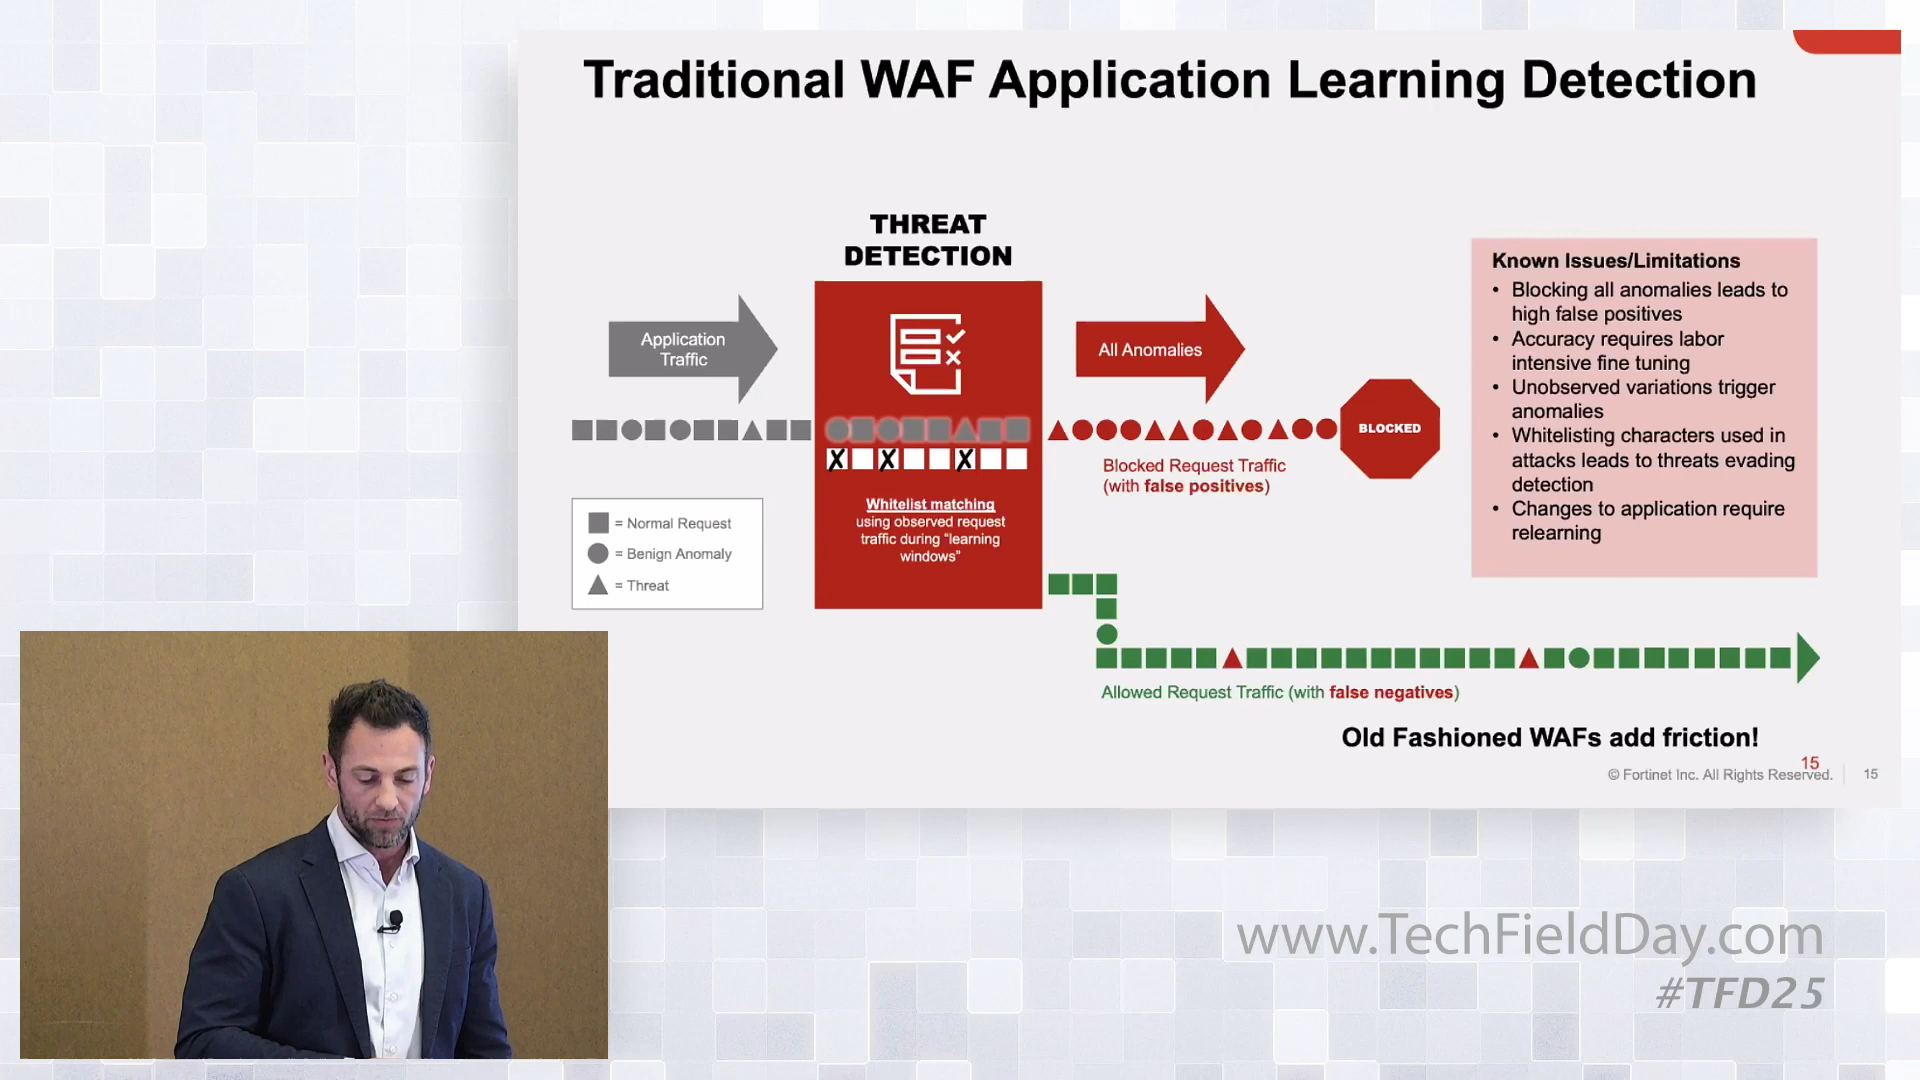 Traditional WAF Application Learning Detection
THREAT
DETECTION
Application
Traffic
All Anomalies
BLOCKED
Blocked Request Traffic
(with false positives)
Whitelist matching
using observed request
traffic during "learning
windows"
= Normal Request
= Benign Anomaly
= Threat
Known Issues/Limitations
• Blocking all anomalies leads to
high false positives
• Accuracy requires labor
intensive fine tuning
• Unobserved variations trigger
anomalies
• Whitelisting characters used in
attacks leads to threats evading
detection
• Changes to application require
relearning
Allowed Request Traffic (with false negatives)
Old Fashioned WAFs add friction!
15
© Fortinet Inc. All Rights Reserved.
15
www.TechFieldDay.com
#TFD25